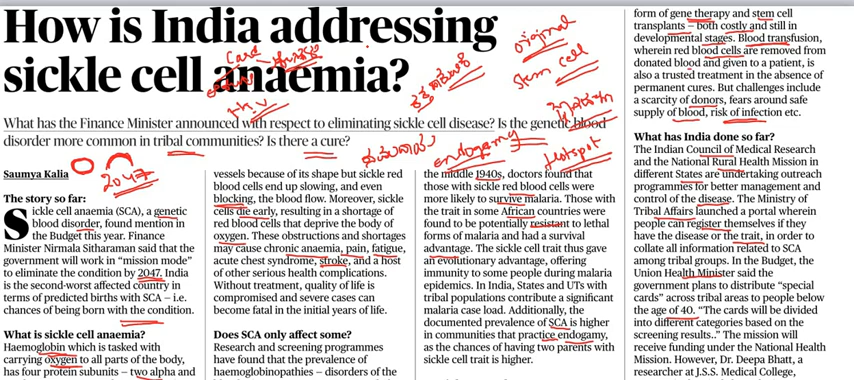 How is India addressing
sickle cell anaemia?
Card
original
stem cell
What has the Finance Minister announced with respect to eliminating sickle cell disease? Is the genetic blood
disorder more common in tribal communities? Is there a cure?
endogamy
Hotspot
2047
Saumya Kalia
The story so far:
Sickle cell anaemia (SCA), a genetic
blood disorder, found mention in
the Budget this year. Finance
Minister Nirmala Sitharaman said that the
government will work in “mission mode”
to eliminate the condition by 2047. India
is the second-worst affected country in
terms of predicted births with SCA – i.e.
chances of being born with the condition.
What is sickle cell anaemia?
Haemoglobin which is tasked with
carrying oxygen to all parts of the body,
has four protein subunits – two alpha and
vessels because of its shape but sickle red
blood cells end up slowing, and even
blocking, the blood flow. Moreover, sickle
cells die early, resulting in a shortage of
red blood cells that deprive the body of
oxygen. These obstructions and shortages
may cause chronic anaemia, pain, fatigue,
acute chest syndrome, stroke, and a host
of other serious health complications.
Without treatment, quality of life is
compromised and severe cases can
become fatal in the initial years of life.
Does SCA only affect some?
Research and screening programmes
have found that the prevalence of
haemoglobinopathies – disorders of the
the middle 1940s, doctors found that
those with sickle red blood cells were
more likely to survive malaria. Those with
the trait in some African countries were
found to be potentially resistant to lethal
forms of malaria and had a survival
advantage. The sickle cell trait thus gave
an evolutionary advantage, offering
immunity to some people during malaria
epidemics. In India, States and UTs with
tribal populations contribute a significant
malaria case load. Additionally, the
documented prevalence of SCA is higher
in communities that practice endogamy,
as the chances of having two parents with
sickle cell trait is higher.
form of gene therapy and stem cell
transplants – both costly and still in
developmental stages. Blood transfusion,
wherein red blood cells are removed from
donated blood and given to a patient, is
also a trusted treatment in the absence of
permanent cures. But challenges include
a scarcity of donors, fears around safe
supply of blood, risk of infection etc.
What has India done so far?
The Indian Council of Medical Research
and the National Rural Health Mission in
different States are undertaking outreach
programmes for better management and
control of the disease. The Ministry of
Tribal Affairs launched a portal wherein
people can register themselves if they
have the disease or the trait, in order to
collate all information related to SCA
among tribal groups. In the Budget, the
Union Health Minister said the
government plans to distribute “special
cards” across tribal areas to people below
the age of 40. “The cards will be divided
into different categories based on the
screening results..” The mission will
receive funding under the National Health
Mission. However, Dr. Deepa Bhatt, a
researcher at J.S.S. Medical College,